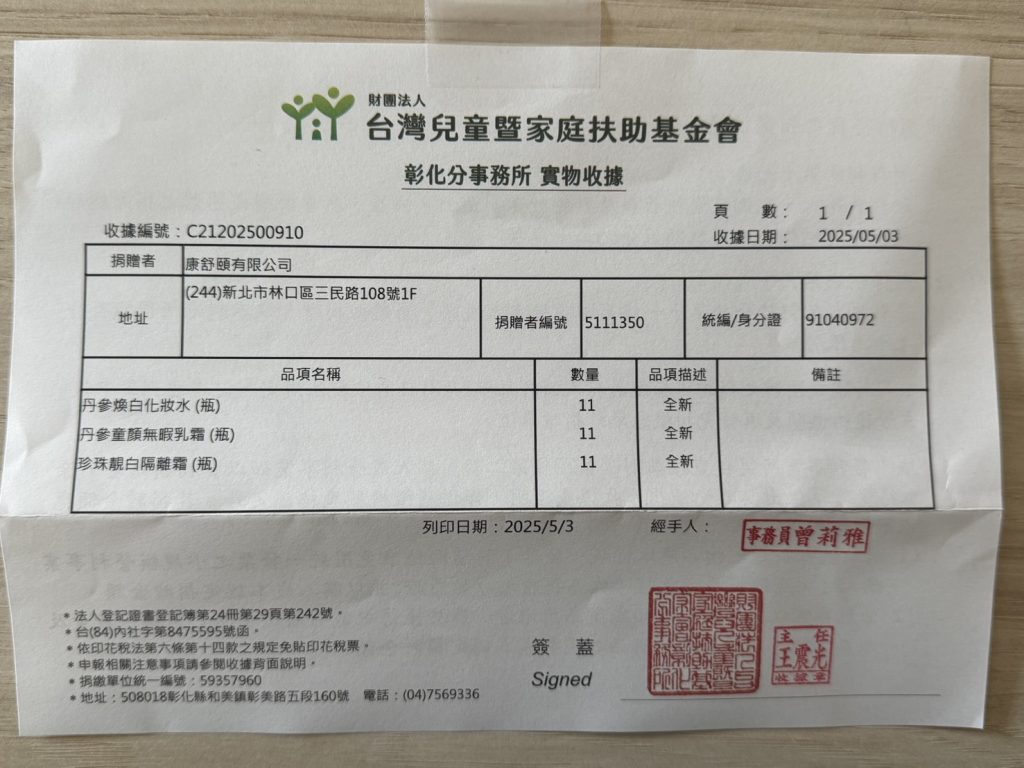 財團法人
台灣兒童暨家庭扶助基金會
彰化分事務所 實物收據
頁 數： 1 / 1
收據編號：C21202500910
收據日期： 2025/05/03
捐贈者 康舒頤有限公司
地址 (244)新北市林口區三民路108號1F 捐贈者編號 5111350 統編/身分證 91040972
品項名稱 數量 品項描述 備註
丹參煥白化妝水 (瓶) 11 全新
丹參童顏無暇乳霜 (瓶) 11 全新
珍珠靚白隔離霜 (瓶) 11 全新
列印日期：2025/5/3 經手人： 事務員曾莉雅
＊法人登記證書登記簿第24冊第29頁第242號。
＊台(84)內社字第8475595號函。
＊依印花稅法第六條第十四款之規定免貼印花稅票。
＊申報相關注意事項請參閱收據背面說明。
＊捐繳單位統一編號：59357960
＊地址：508018彰化縣和美鎮彰美路五段160號 電話：(04)7569336
簽 蓋
Signed
主任
王震光
收據章